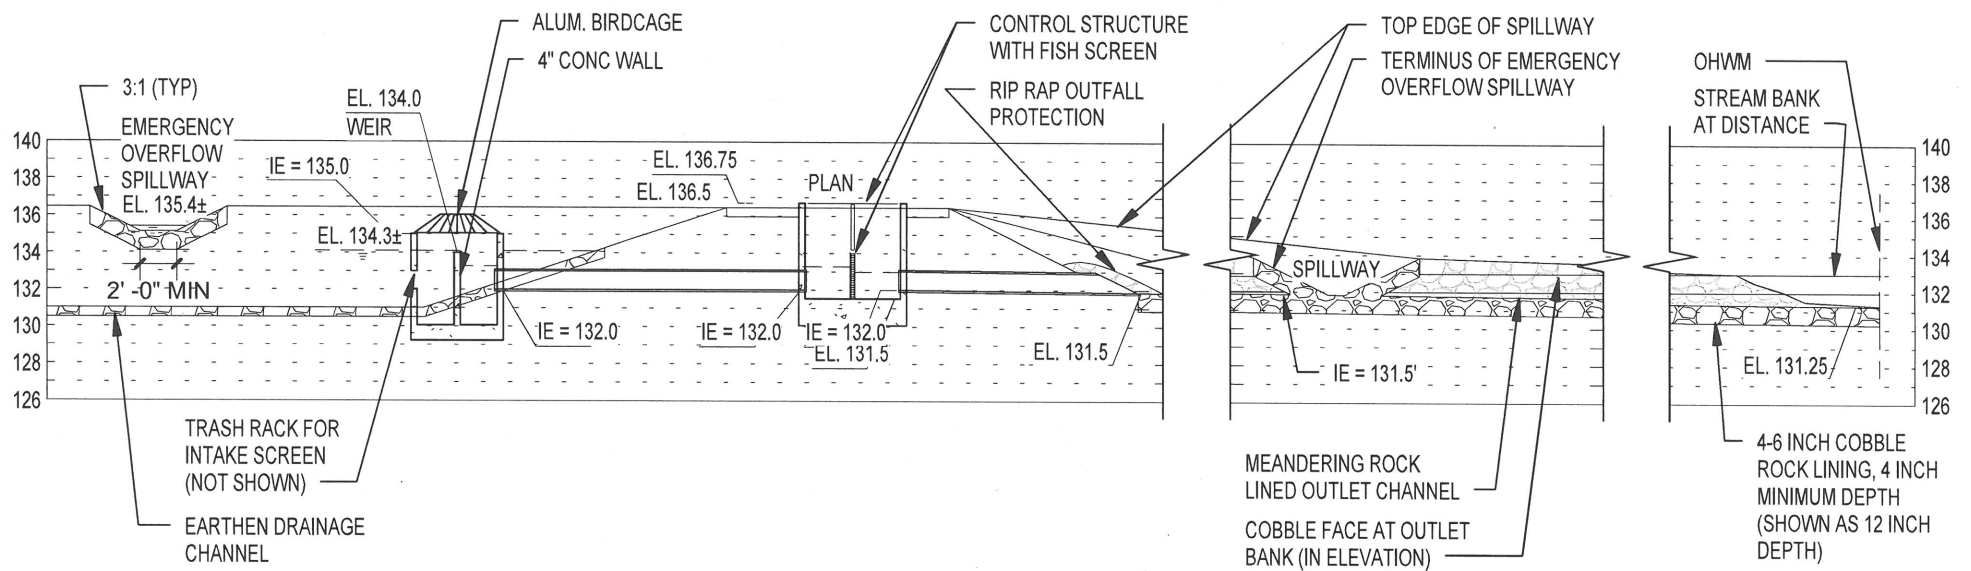 ALUM. BIRDCAGE
4" CONC WALL
CONTROL STRUCTURE
WITH FISH SCREEN
RIP RAP OUTFALL
PROTECTION
TOP EDGE OF SPILLWAY
TERMINUS OF EMERGENCY
OVERFLOW SPILLWAY
OHWM
STREAM BANK
AT DISTANCE
3:1 (TYP)
EMERGENCY
OVERFLOW
SPILLWAY
EL. 135.4±
EL. 134.0
WEIR
IE = 135.0
EL. 134.3±
EL. 136.75
EL. 136.5
PLAN
SPILLWAY
2' -0" MIN
IE = 132.0
IE = 132.0
IE = 132.0
EL. 131.5
EL. 131.5
IE = 131.5'
EL. 131.25
140
138
136
134
132
130
128
126
140
138
136
134
132
130
128
126
TRASH RACK FOR
INTAKE SCREEN
(NOT SHOWN)
EARTHEN DRAINAGE
CHANNEL
MEANDERING ROCK
LINED OUTLET CHANNEL
COBBLE FACE AT OUTLET
BANK (IN ELEVATION)
4-6 INCH COBBLE
ROCK LINING, 4 INCH
MINIMUM DEPTH
(SHOWN AS 12 INCH
DEPTH)